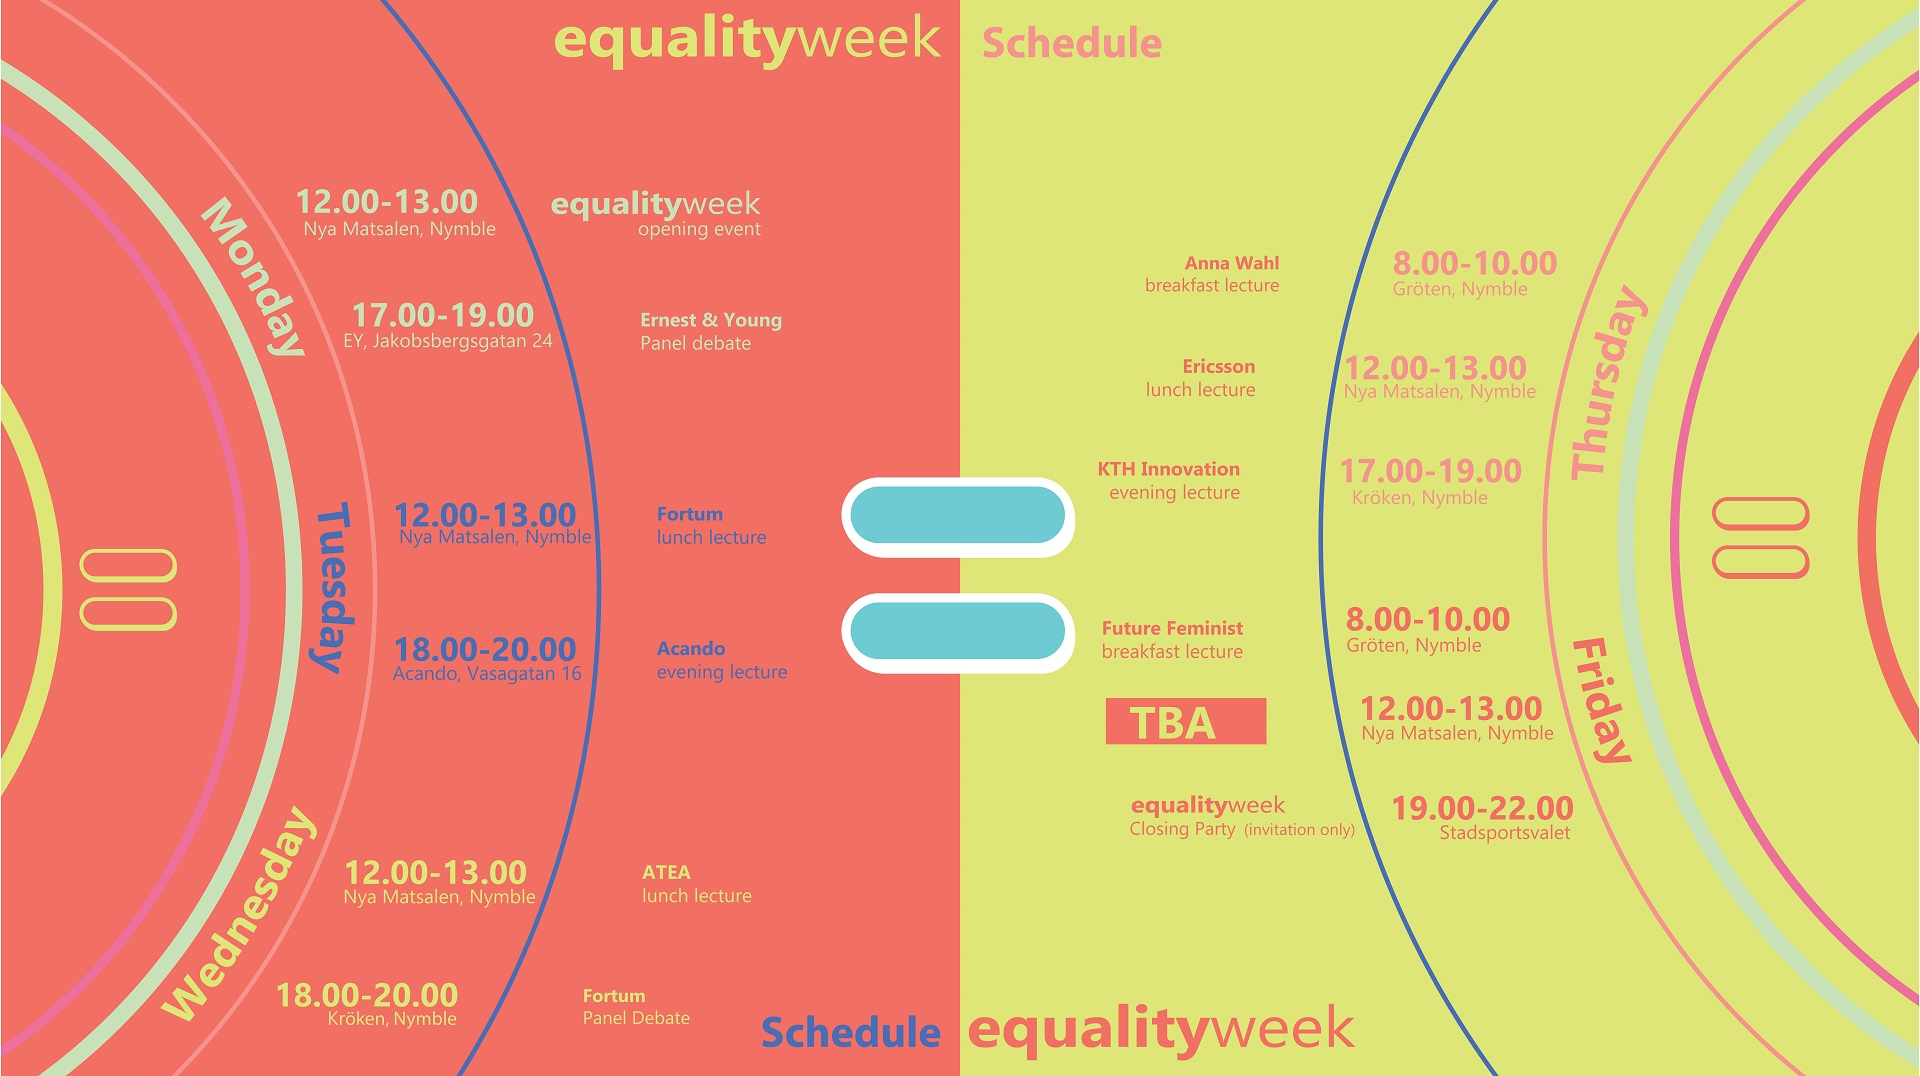 equalityweek
Schedule
Monday
12.00-13.00
Nya Matsalen, Nymble
equalityweek
opening event
17.00-19.00
EY, Jakobsbergsgatan 24
Ernest & Young
Panel debate
Tuesday
12.00-13.00
Nya Matsalen, Nymble
Fortum
lunch lecture
18.00-20.00
Acando, Vasagatan 16
Acando
evening lecture
Wednesday
12.00-13.00
Nya Matsalen, Nymble
ATEA
lunch lecture
18.00-20.00
Kröken, Nymble
Fortum
Panel Debate
Anna Wahl
breakfast lecture
8.00-10.00
Gröten, Nymble
Thursday
Ericsson
lunch lecture
12.00-13.00
Nya Matsalen, Nymble
KTH Innovation
evening lecture
17.00-19.00
Kröken, Nymble
Future Feminist
breakfast lecture
8.00-10.00
Gröten, Nymble
Friday
TBA
12.00-13.00
Nya Matsalen, Nymble
equalityweek
Closing Party (invitation only)
19.00-22.00
Stadsportsvalet
Schedule
equalityweek